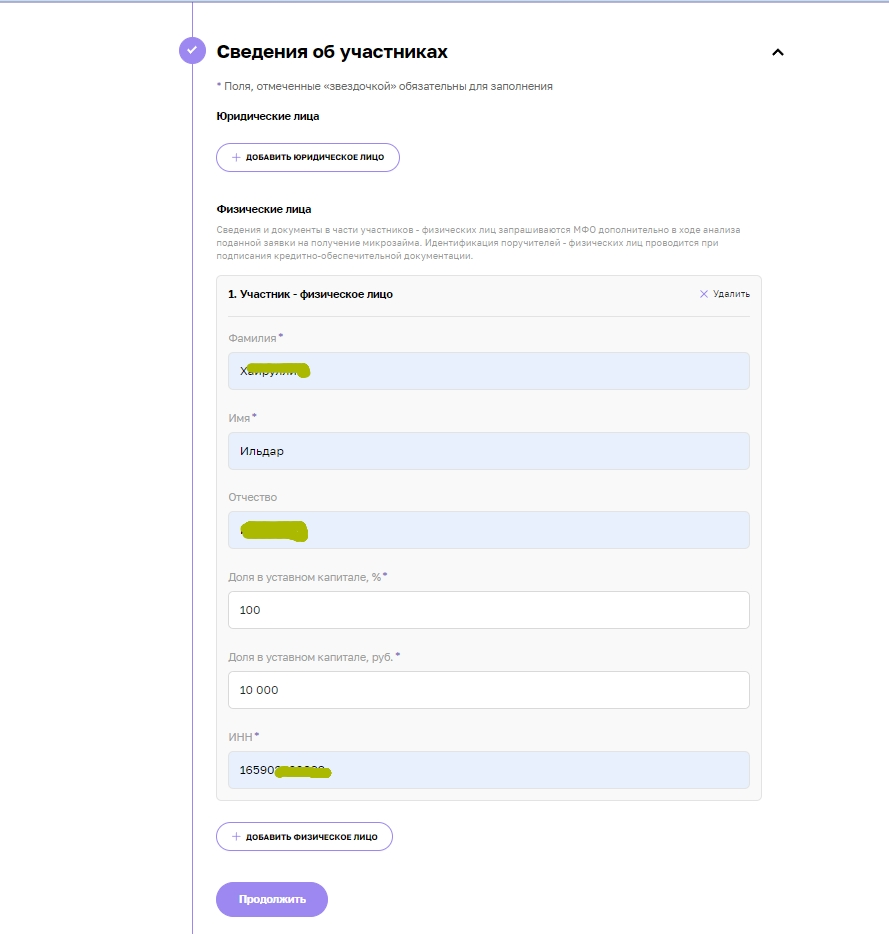 Сведения об участниках
* Поля, отмеченные «звездочкой» обязательны для заполнения
Юридические лица
+ ДОБАВИТЬ ЮРИДИЧЕСКОЕ ЛИЦО
Физические лица
Сведения и документы в части участников - физических лиц запрашиваются МФО дополнительно в ходе анализа
поданной заявки на получение микрозайма. Идентификация поручителей - физических лиц проводится при
подписания кредитно-обеспечительной документации.
1. Участник - физическое лицо
Удалить
Фамилия *
Имя *
Ильдар
Отчество
Доля в уставном капитале, % *
100
Доля в уставном капитале, руб. *
10 000
ИНН *
+ ДОБАВИТЬ ФИЗИЧЕСКОЕ ЛИЦО
Продолжить